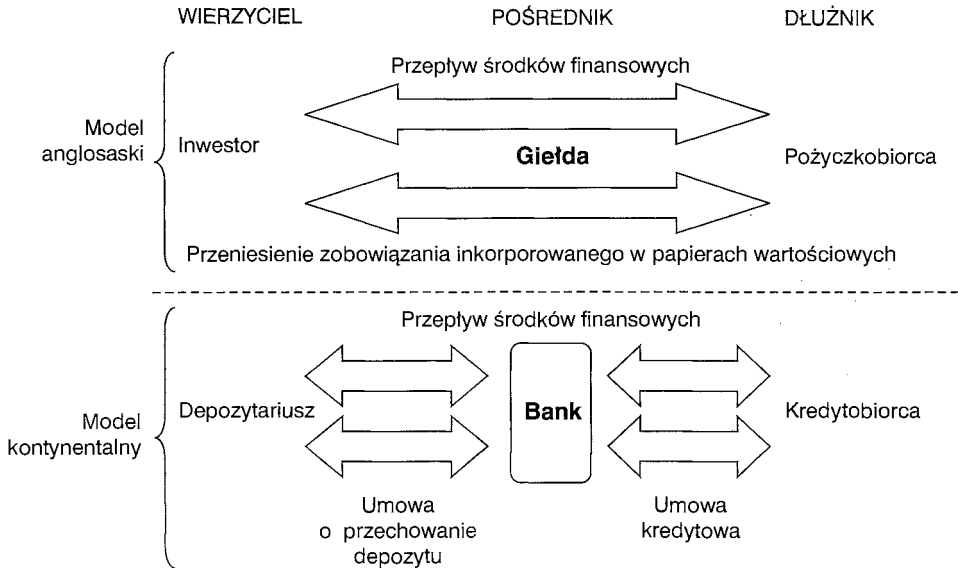 WIERZYCIEL POŚREDNIK DŁUŻNIK
Przepływ środków finansowych
Model
anglosaski
Inwestor
Giełda
Pożyczkobiorca
Przeniesienie zobowiązania inkorporowanego w papierach wartościowych
Przepływ środków finansowych
Model
kontynentalny
Depozytariusz
Bank
Kredytobiorca
Umowa
o przechowanie
depozytu
Umowa
kredytowa